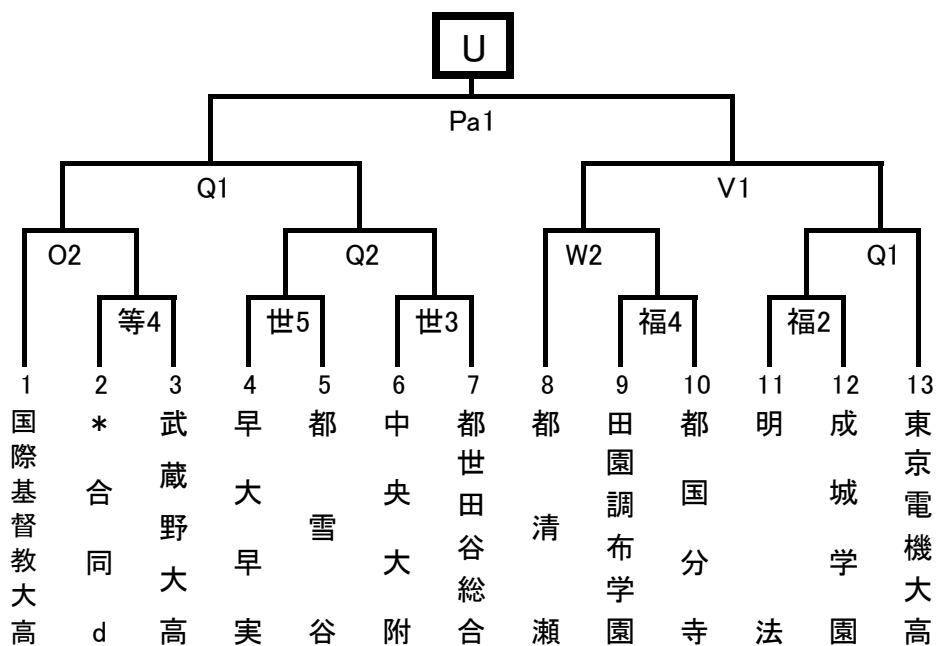 U
Pa1
Q1 V1
O2 Q2 W2 Q1
等4 世5 世3 福4 福2
1 2 3 4 5 6 7 8 9 10 11 12 13
国際基督教大高
*合同d
武蔵野大高
早大早実
都雪谷
中央大附
都世田谷総合
都清瀬
田園調布学園
都国分寺
明法
成城学園
東京電機大高